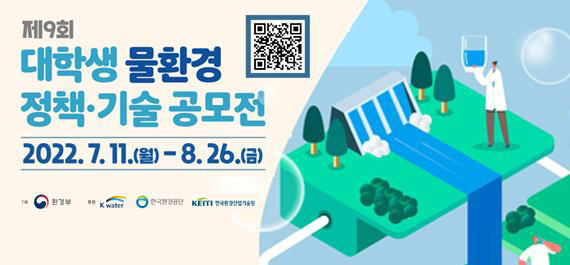 제9회
대학생 물환경
정책·기술 공모전
2022. 7. 11.(월) - 8. 26.(금)
환경부 후원 K water 한국환경공단 KEITI 한국환경산업기술원